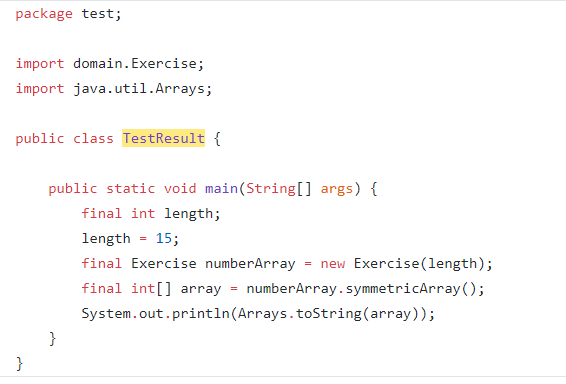 package test;
import domain.Exercise;
import java.util.Arrays;
public class TestResult {
public static void main(String[] args) {
final int length;
length = 15;
final Exercise numberArray = new Exercise(length);
final int[] array = numberArray.symmetricArray();
System.out.println(Arrays.toString(array));
}
}